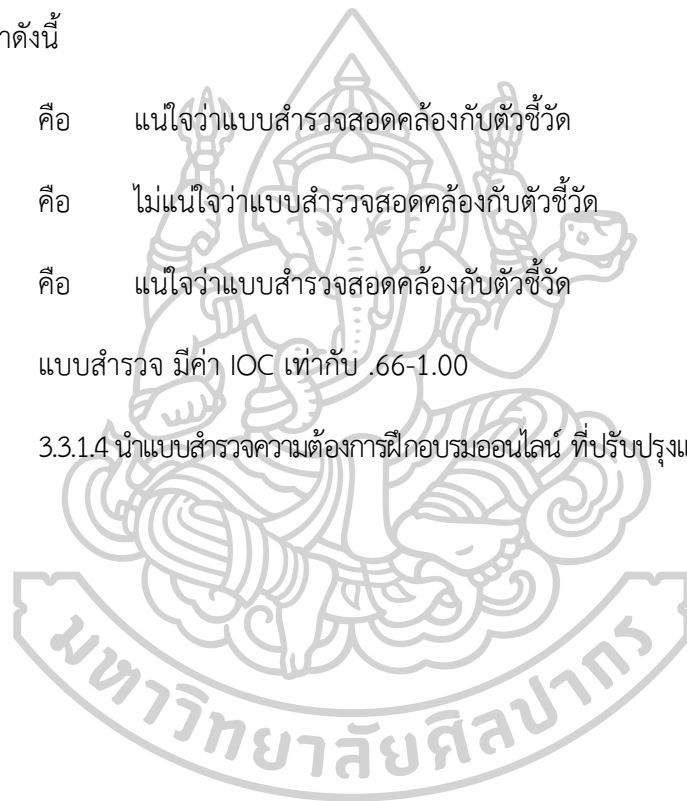 าดังนี้
คือ แน่ใจว่าแบบสำรวจสอดคล้องกับตัวชี้วัด
คือ ไม่แน่ใจว่าแบบสำรวจสอดคล้องกับตัวชี้วัด
คือ แน่ใจว่าแบบสำรวจสอดคล้องกับตัวชี้วัด
แบบสำรวจ มีค่า IOC เท่ากับ .66-1.00
3.3.1.4 นำแบบสำรวจความต้องการฝึกอบรมออนไลน์ ที่ปรับปรุงแ
มหาวิทยาลัยศิลปากร